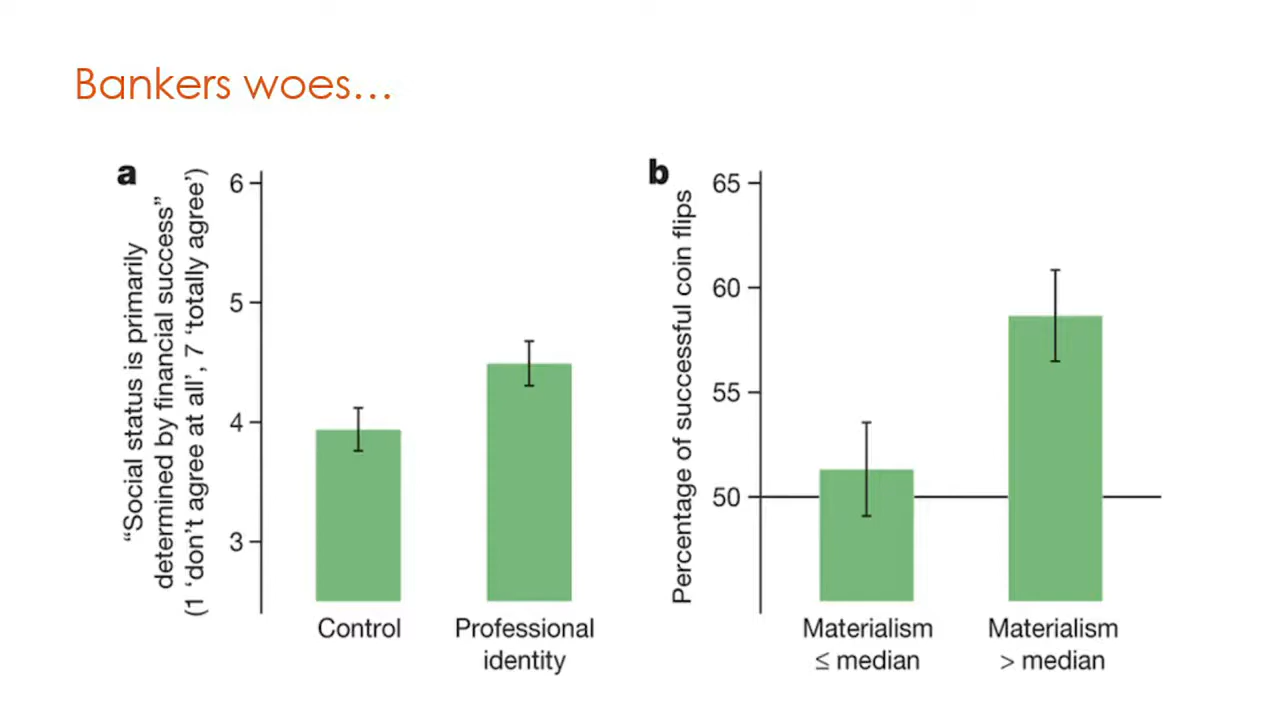 Bankers woes...
a
“Social status is primarily
determined by financial success”
(1 ‘don’t agree at all’, 7 ‘totally agree’)
6
5
4
3
Control
Professional
identity
b
Percentage of successful coin flips
65
60
55
50
Materialism
≤ median
Materialism
> median